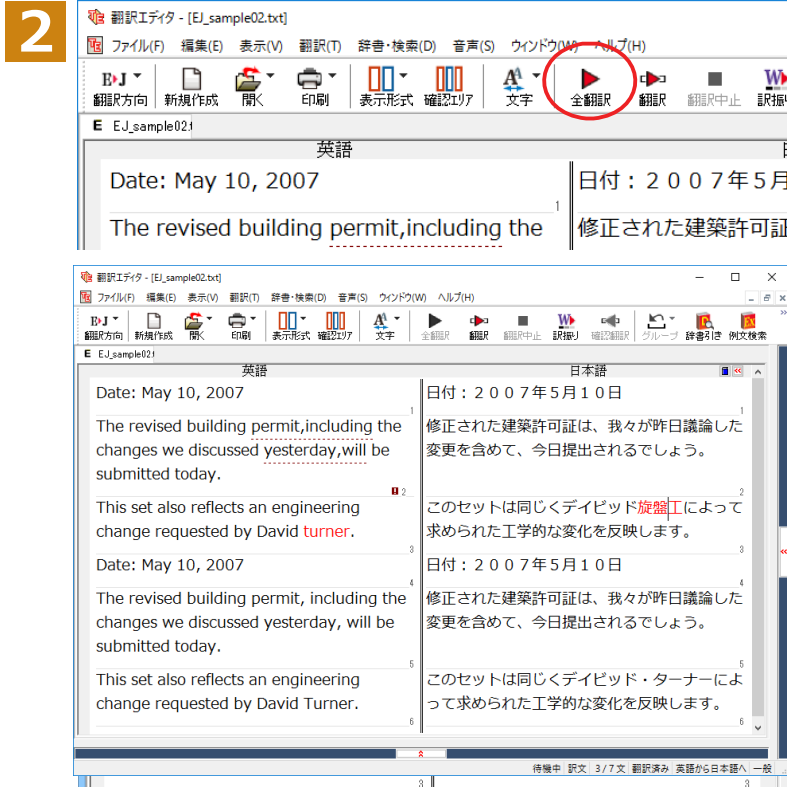 2
翻訳エディタ - [EJ_sample02.txt]
ファイル(F) 編集(E) 表示(V) 翻訳(T) 辞書・検索(D) 音声(S) ウィンドウ(W) ヘルプ(H)
E▸J
翻訳方向 新規作成 開く 印刷 表示形式 確認エリア 文字 全翻訳 翻訳 翻訳中止 訳振り
E EJ_sample02.t
英語
Date: May 10, 2007 日付：２００７年５月
1
The revised building permit,including the 修正された建築許可証
翻訳エディタ - [EJ_sample02.txt]
ファイル(F) 編集(E) 表示(V) 翻訳(T) 辞書・検索(D) 音声(S) ウィンドウ(W) ヘルプ(H)
E▸J
翻訳方向 新規作成 開く 印刷 表示形式 確認エリア 文字 全翻訳 翻訳 翻訳中止 訳振り 確認翻訳 グループ 辞書引き 例文検索
E EJ_sample02.t
英語 日本語
Date: May 10, 2007 日付：２００７年５月１０日
1 1
The revised building permit,including the 修正された建築許可証は、我々が昨日議論した
changes we discussed yesterday,will be 変更を含めて、今日提出されるでしょう。
submitted today.
2 2
This set also reflects an engineering このセットは同じくデイビッド旋盤工によって
change requested by David turner. 求められた工学的な変化を反映します。
3 3
Date: May 10, 2007 日付：２００７年５月１０日
4 4
The revised building permit, including the 修正された建築許可証は、我々が昨日議論した
changes we discussed yesterday, will be 変更を含めて、今日提出されるでしょう。
submitted today.
5 5
This set also reflects an engineering このセットは同じくデイビッド・ターナーによ
change requested by David Turner. って求められた工学的な変化を反映します。
6 6
待機中 訳文 3/7文 翻訳済み 英語から日本語へ 一般
3 3